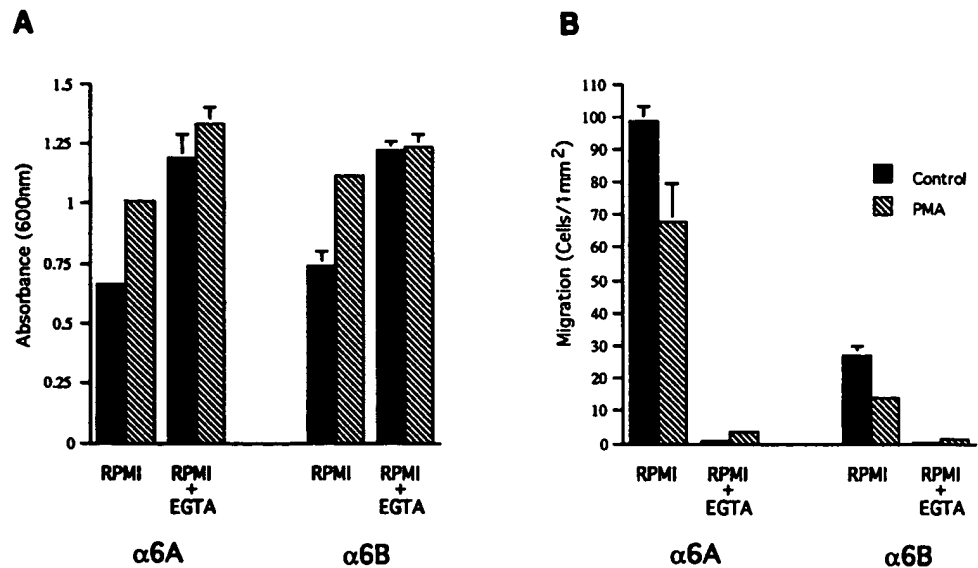 A
Absorbance (600nm)
1.5
1.25
1
0.75
0.5
0.25
0
RPMI
RPMI
+
EGTA
RPMI
RPMI
+
EGTA
α6A
α6B
B
Migration (Cells/1mm²)
110
100
90
80
70
60
50
40
30
20
10
0
RPMI
RPMI
+
EGTA
RPMI
RPMI
+
EGTA
α6A
α6B
Control
PMA